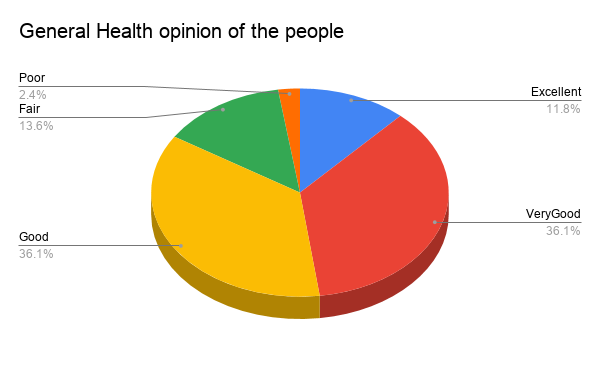 General Health opinion of the people
Poor
2.4%
Fair
13.6%
Good
36.1%
Excellent
11.8%
VeryGood
36.1%